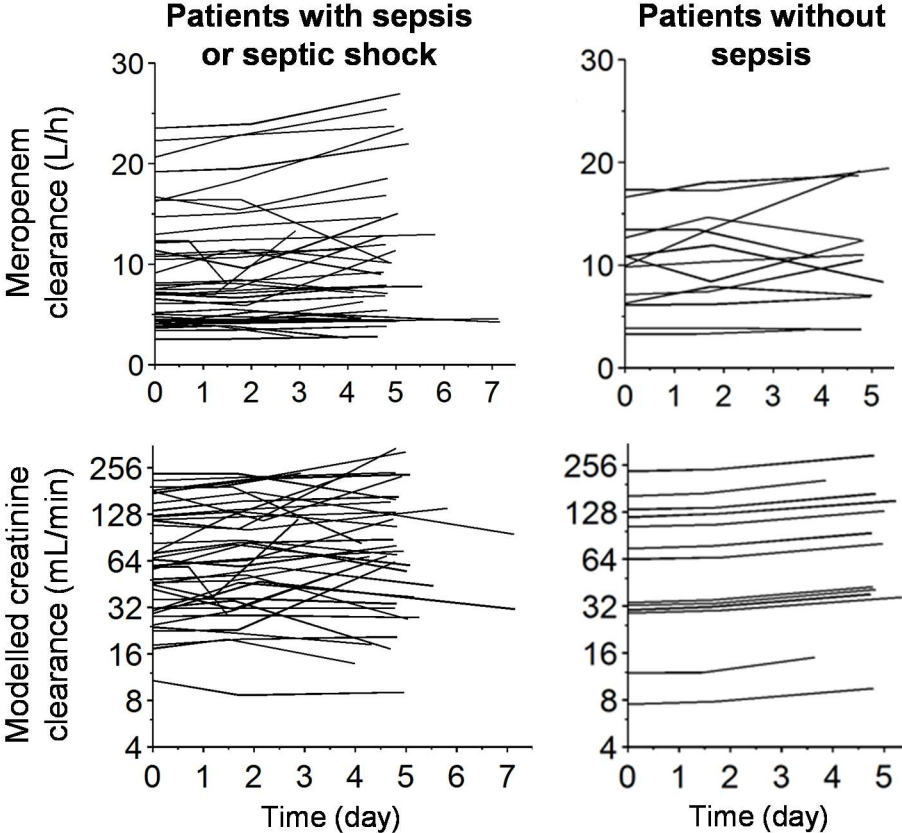 Patients with sepsis
or septic shock
Patients without
sepsis
Meropenem
clearance (L/h)
30
20
10
0
0 1 2 3 4 5 6 7
30
20
10
0
0 1 2 3 4 5
Modelled creatinine
clearance (mL/min)
256
128
64
32
16
8
4
0 1 2 3 4 5 6 7
Time (day)
256
128
64
32
16
8
4
0 1 2 3 4 5
Time (day)